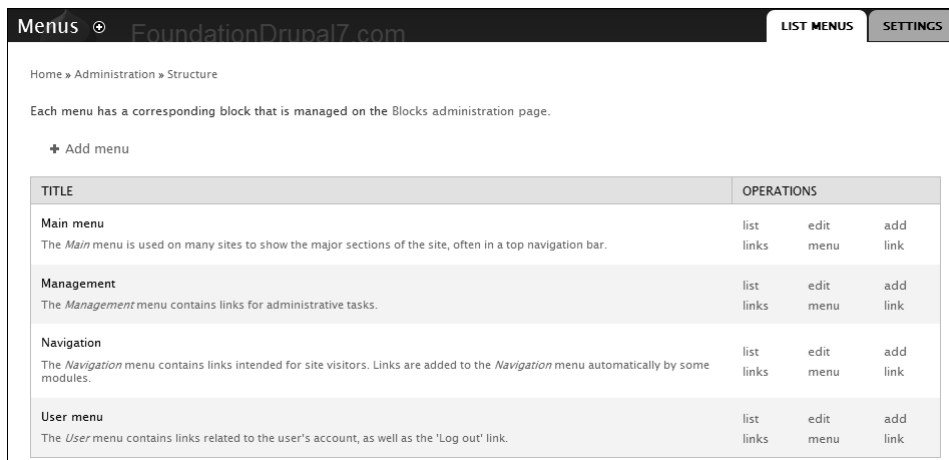 Menus
FoundationDrupal7.com
LIST MENUS
SETTINGS
Home » Administration » Structure
Each menu has a corresponding block that is managed on the Blocks administration page.
+ Add menu
TITLE
OPERATIONS
Main menu
The Main menu is used on many sites to show the major sections of the site, often in a top navigation bar.
list edit add
links menu link
Management
The Management menu contains links for administrative tasks.
list edit add
links menu link
Navigation
The Navigation menu contains links intended for site visitors. Links are added to the Navigation menu automatically by some
modules.
list edit add
links menu link
User menu
The User menu contains links related to the user's account, as well as the 'Log out' link.
list edit add
links menu link